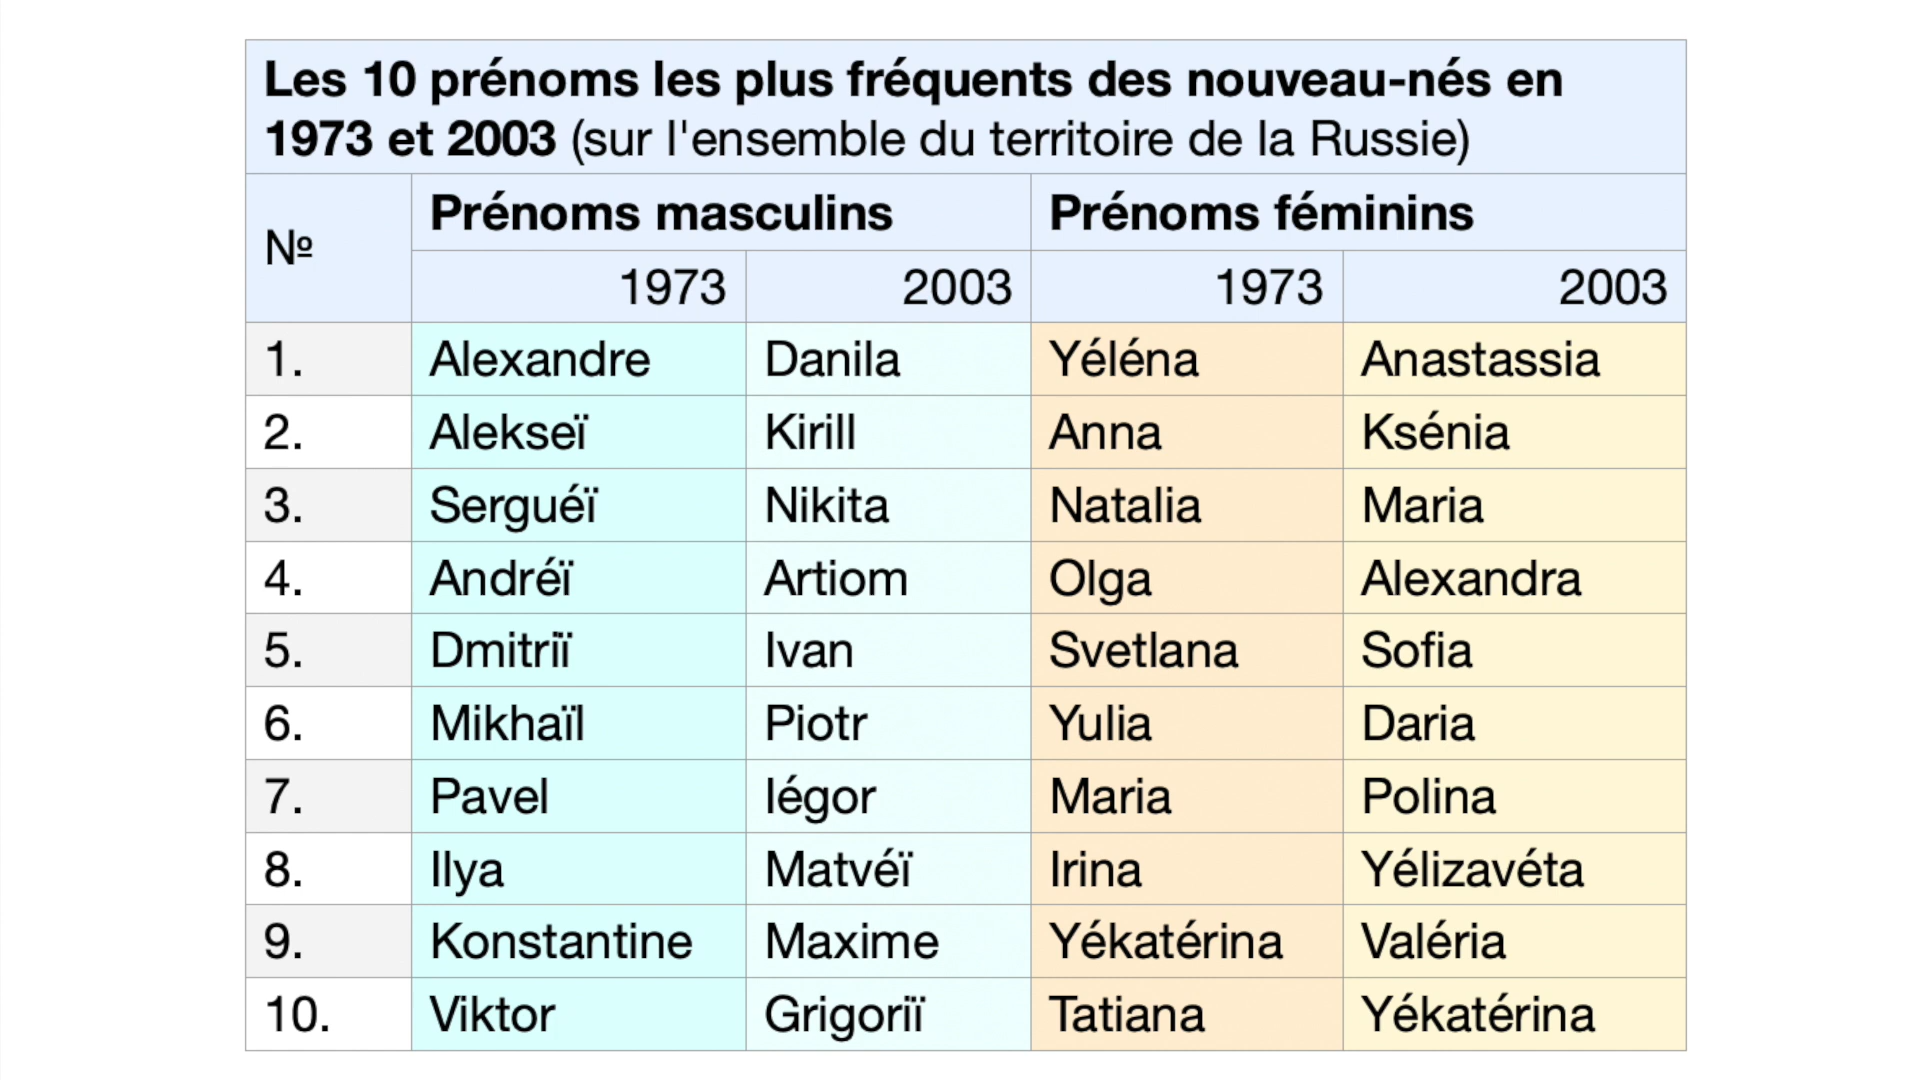 Les 10 prénoms les plus fréquents des nouveau-nés en
1973 et 2003 (sur l'ensemble du territoire de la Russie)
№ Prénoms masculins Prénoms féminins
1973 2003 1973 2003
1. Alexandre Danila Yéléna Anastassia
2. Alekseï Kirill Anna Ksénia
3. Serguéï Nikita Natalia Maria
4. Andréï Artiom Olga Alexandra
5. Dmitriï Ivan Svetlana Sofia
6. Mikhaïl Piotr Yulia Daria
7. Pavel Iégor Maria Polina
8. Ilya Matvéï Irina Yélizavéta
9. Konstantine Maxime Yékatérina Valéria
10. Viktor Grigoriï Tatiana Yékatérina